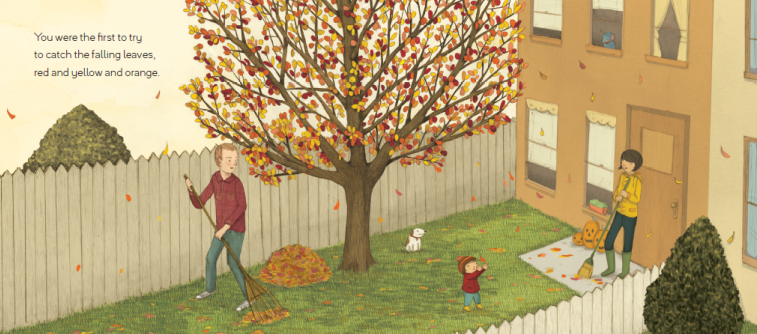 You were the first to try
to catch the falling leaves,
red and yellow and orange.